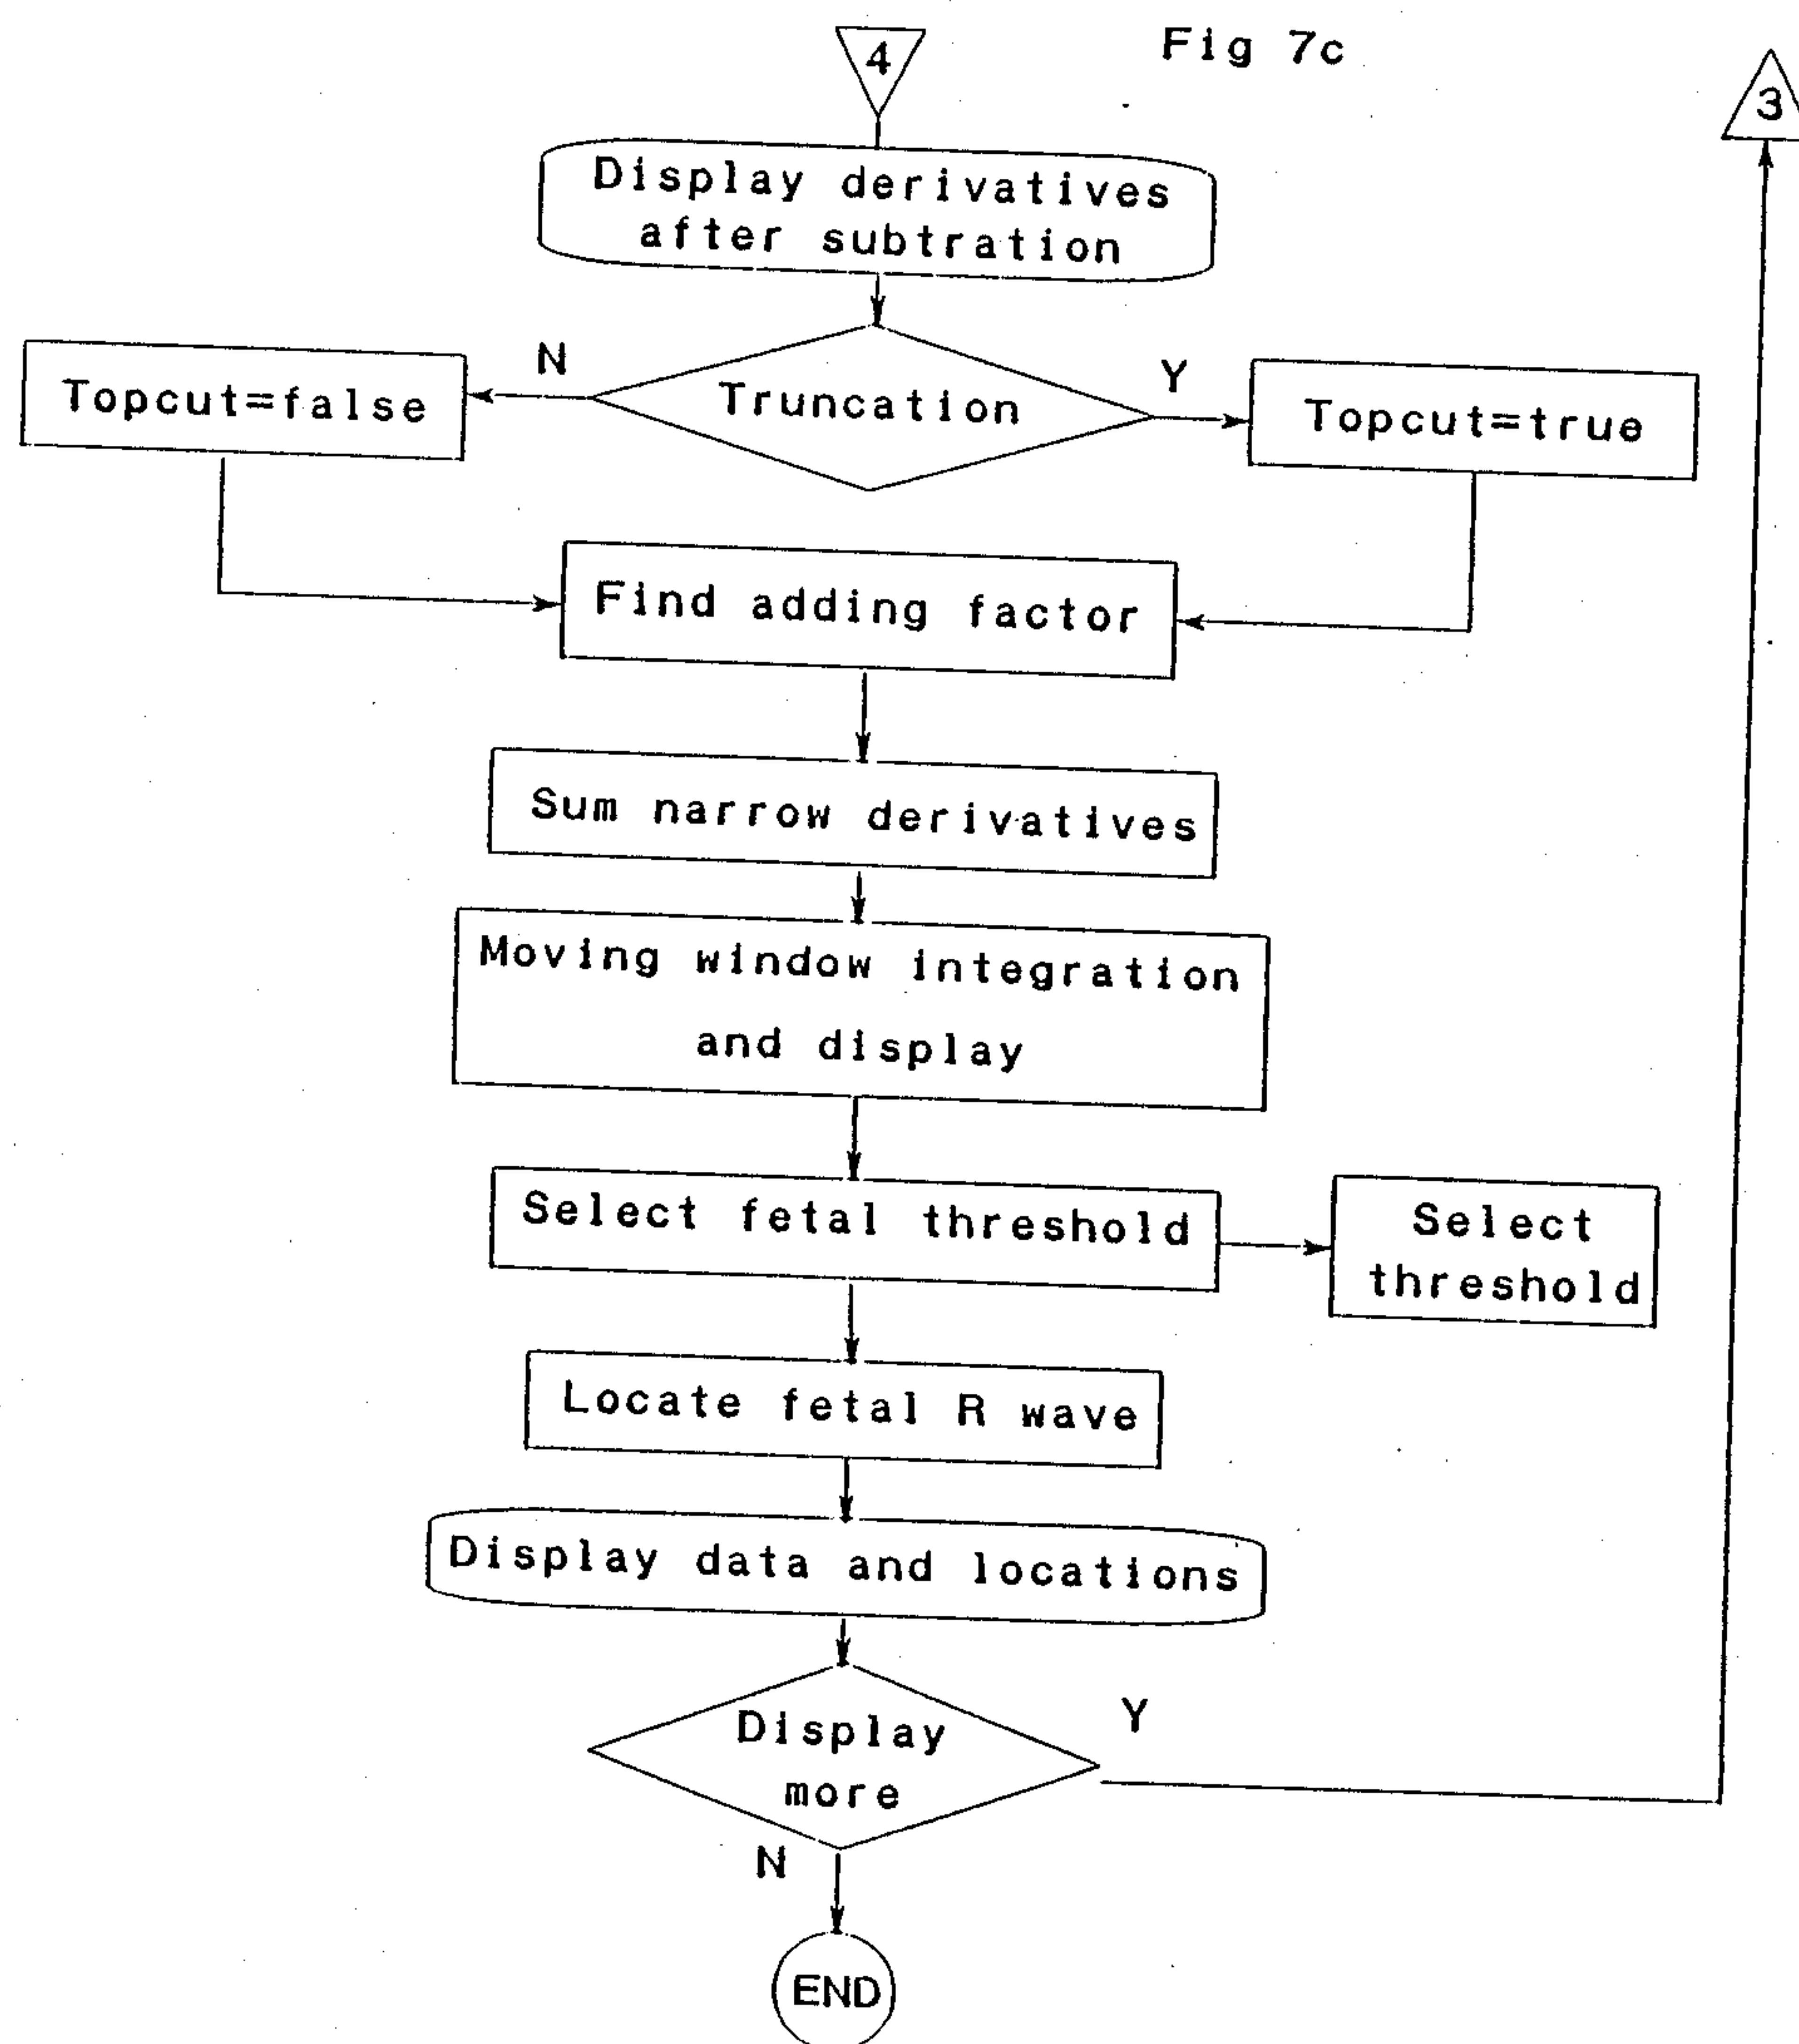 Fig 7c
4
3
Display derivatives
after subtration
N
Y
Topcut=false
Truncation
Topcut=true
Find adding factor
Sum narrow derivatives
Moving window integration
and display
Select fetal threshold
Select
threshold
Locate fetal R wave
Display data and locations
Display
more
Y
N
END